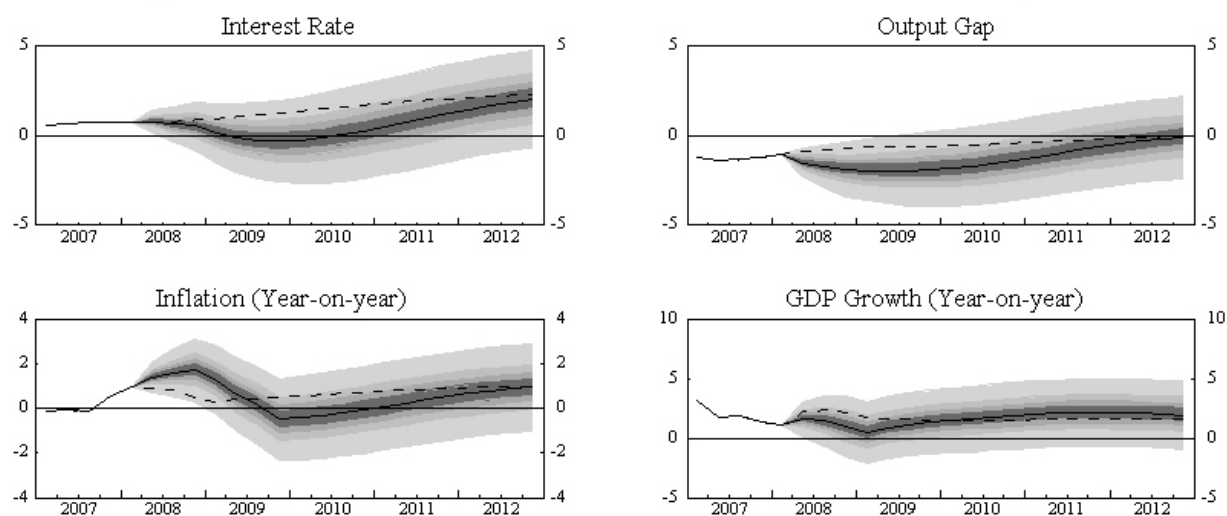 Interest Rate
5 5
0 0
-5 -5
2007 2008 2009 2010 2011 2012
Output Gap
5 5
0 0
-5 -5
2007 2008 2009 2010 2011 2012
Inflation (Year-on-year)
4 4
2 2
0 0
-2 -2
-4 -4
2007 2008 2009 2010 2011 2012
GDP Growth (Year-on-year)
10 10
5 5
0 0
-5 -5
2007 2008 2009 2010 2011 2012